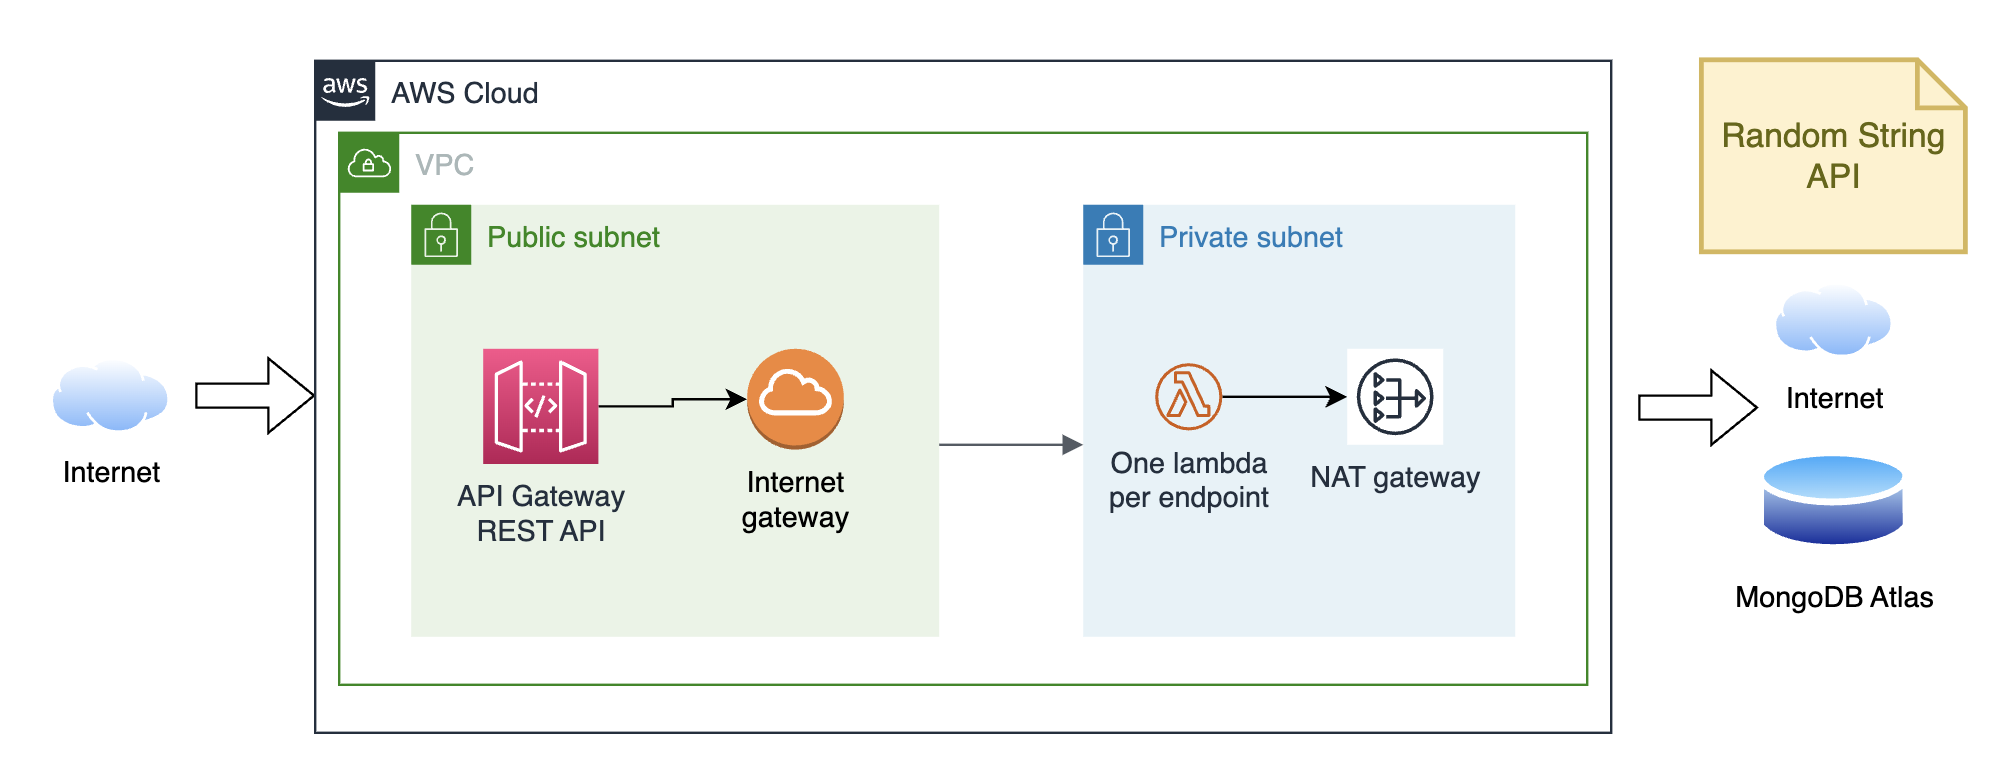 aws
AWS Cloud
VPC
Public subnet
Private subnet
Random String
API
Internet
</>
API Gateway
REST API
Internet
gateway
One lambda
per endpoint
NAT gateway
Internet
MongoDB Atlas